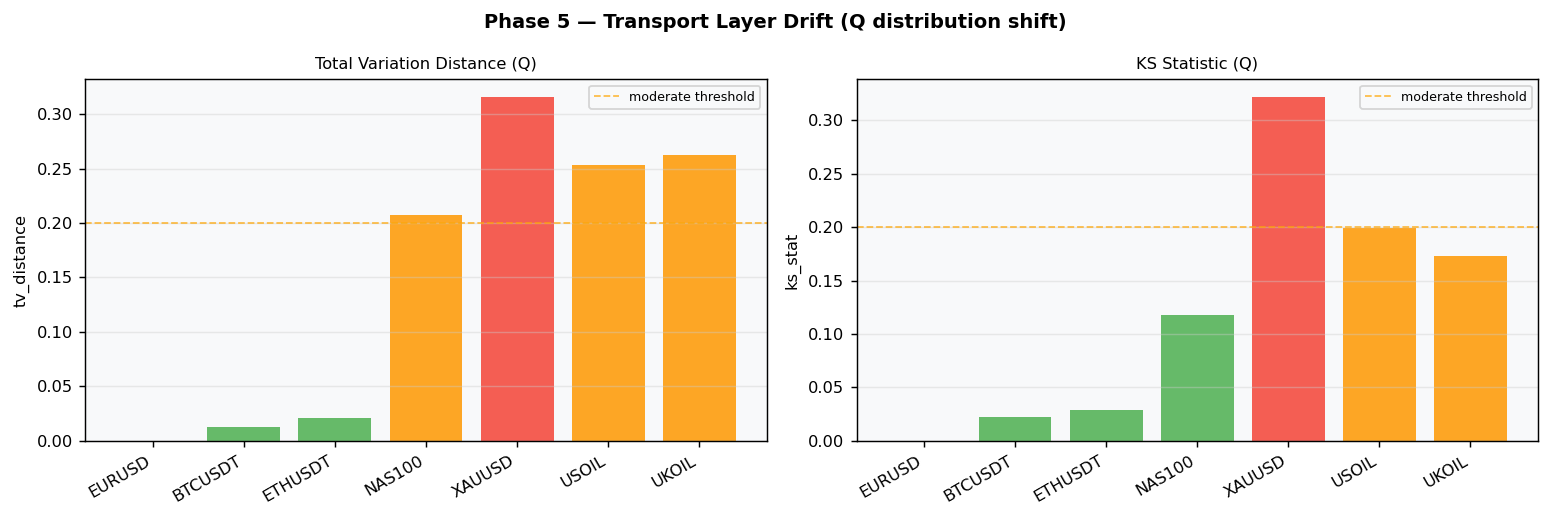 Phase 5 — Transport Layer Drift (Q distribution shift)
Total Variation Distance (Q)
moderate threshold
tv_distance
0.30
0.25
0.20
0.15
0.10
0.05
0.00
EURUSD
BTCUSDT
ETHUSDT
NAS100
XAUUSD
USOIL
UKOIL
KS Statistic (Q)
moderate threshold
ks_stat
0.30
0.25
0.20
0.15
0.10
0.05
0.00
EURUSD
BTCUSDT
ETHUSDT
NAS100
XAUUSD
USOIL
UKOIL